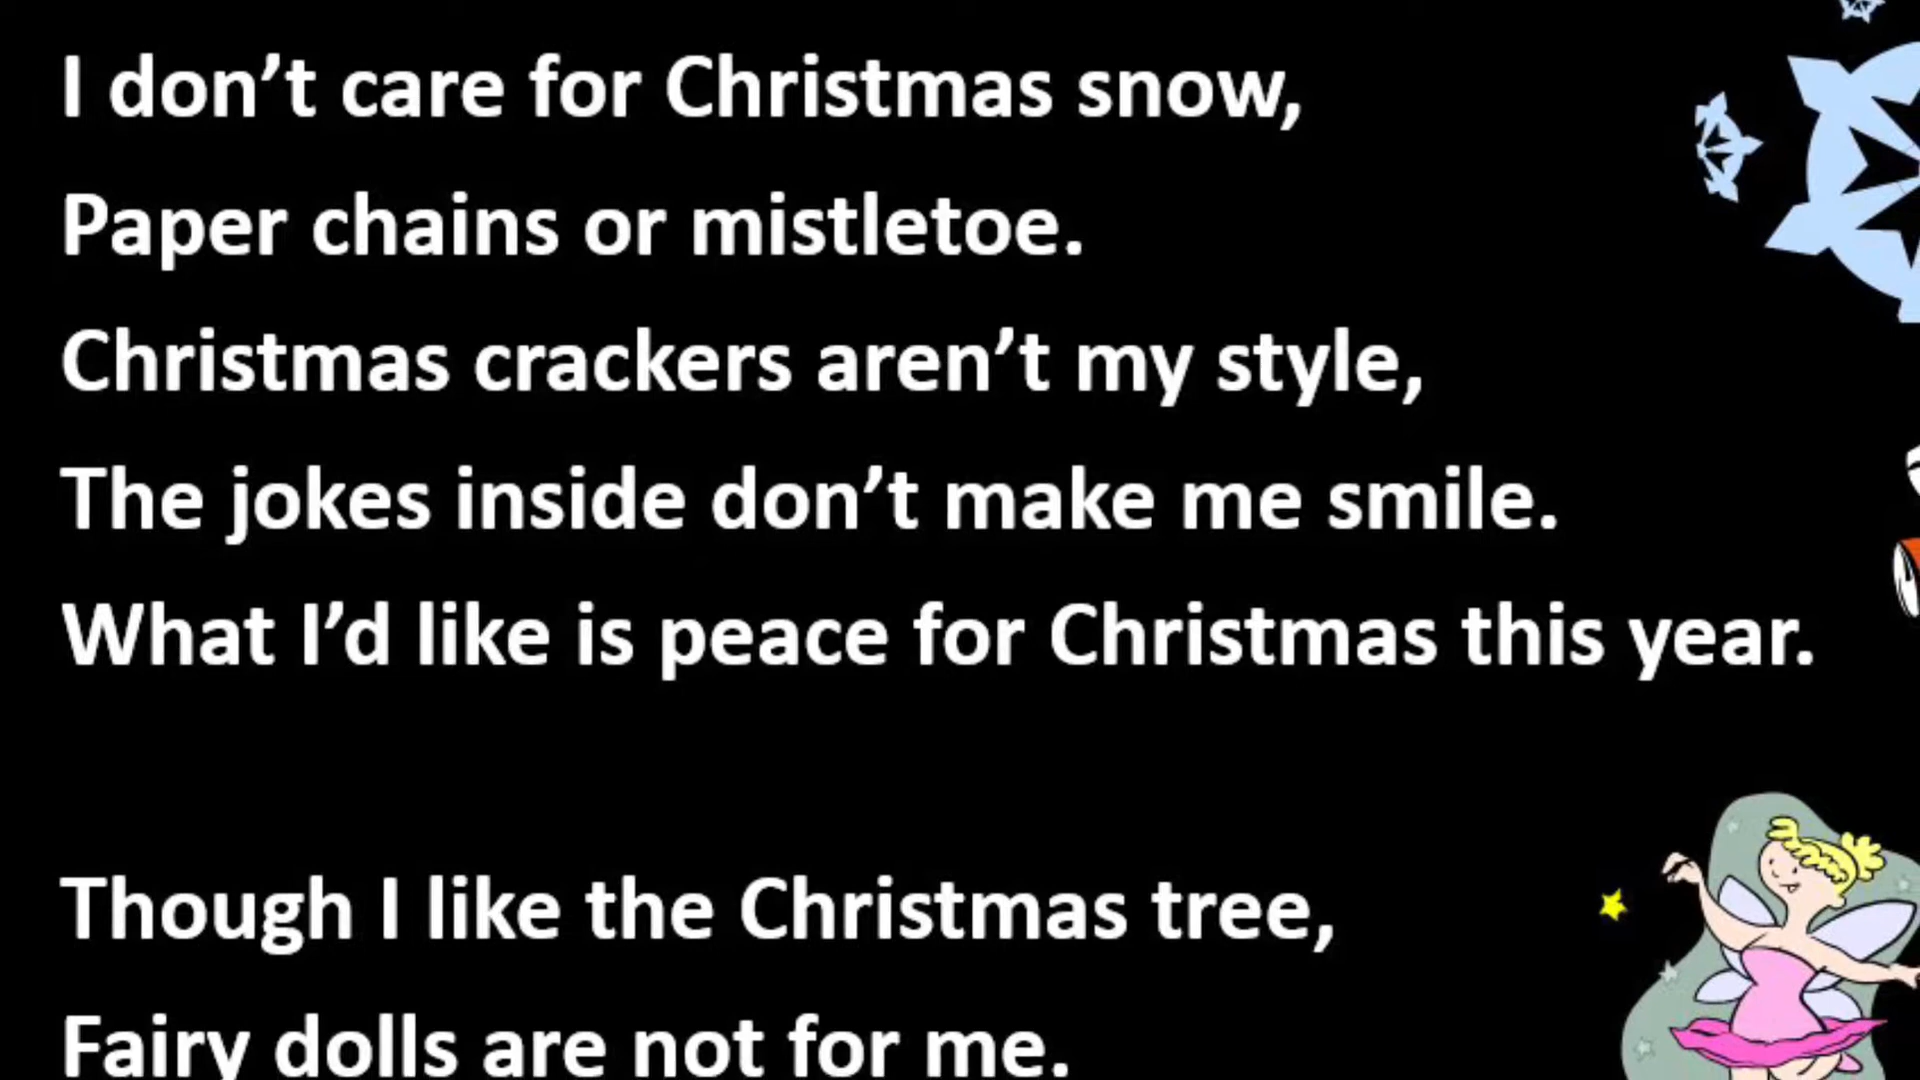 I don’t care for Christmas snow,
Paper chains or mistletoe.
Christmas crackers aren’t my style,
The jokes inside don’t make me smile.
What I’d like is peace for Christmas this year.
Though I like the Christmas tree,
Fairy dolls are not for me.